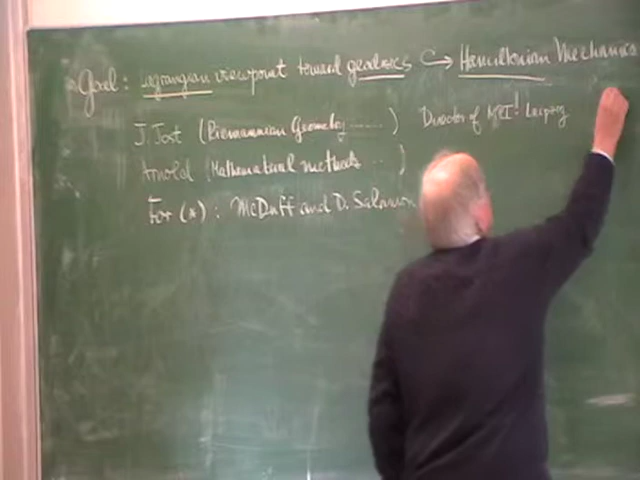 Goal: Lagrangian viewpoint toward geodesics ↪ Hamiltonian Mechanics
J. Jost (Riemannian Geometry ......) Director of MPI! Leipzig
Arnold (Mathematical methods ...)
For (*): McDuff and D. Salamon